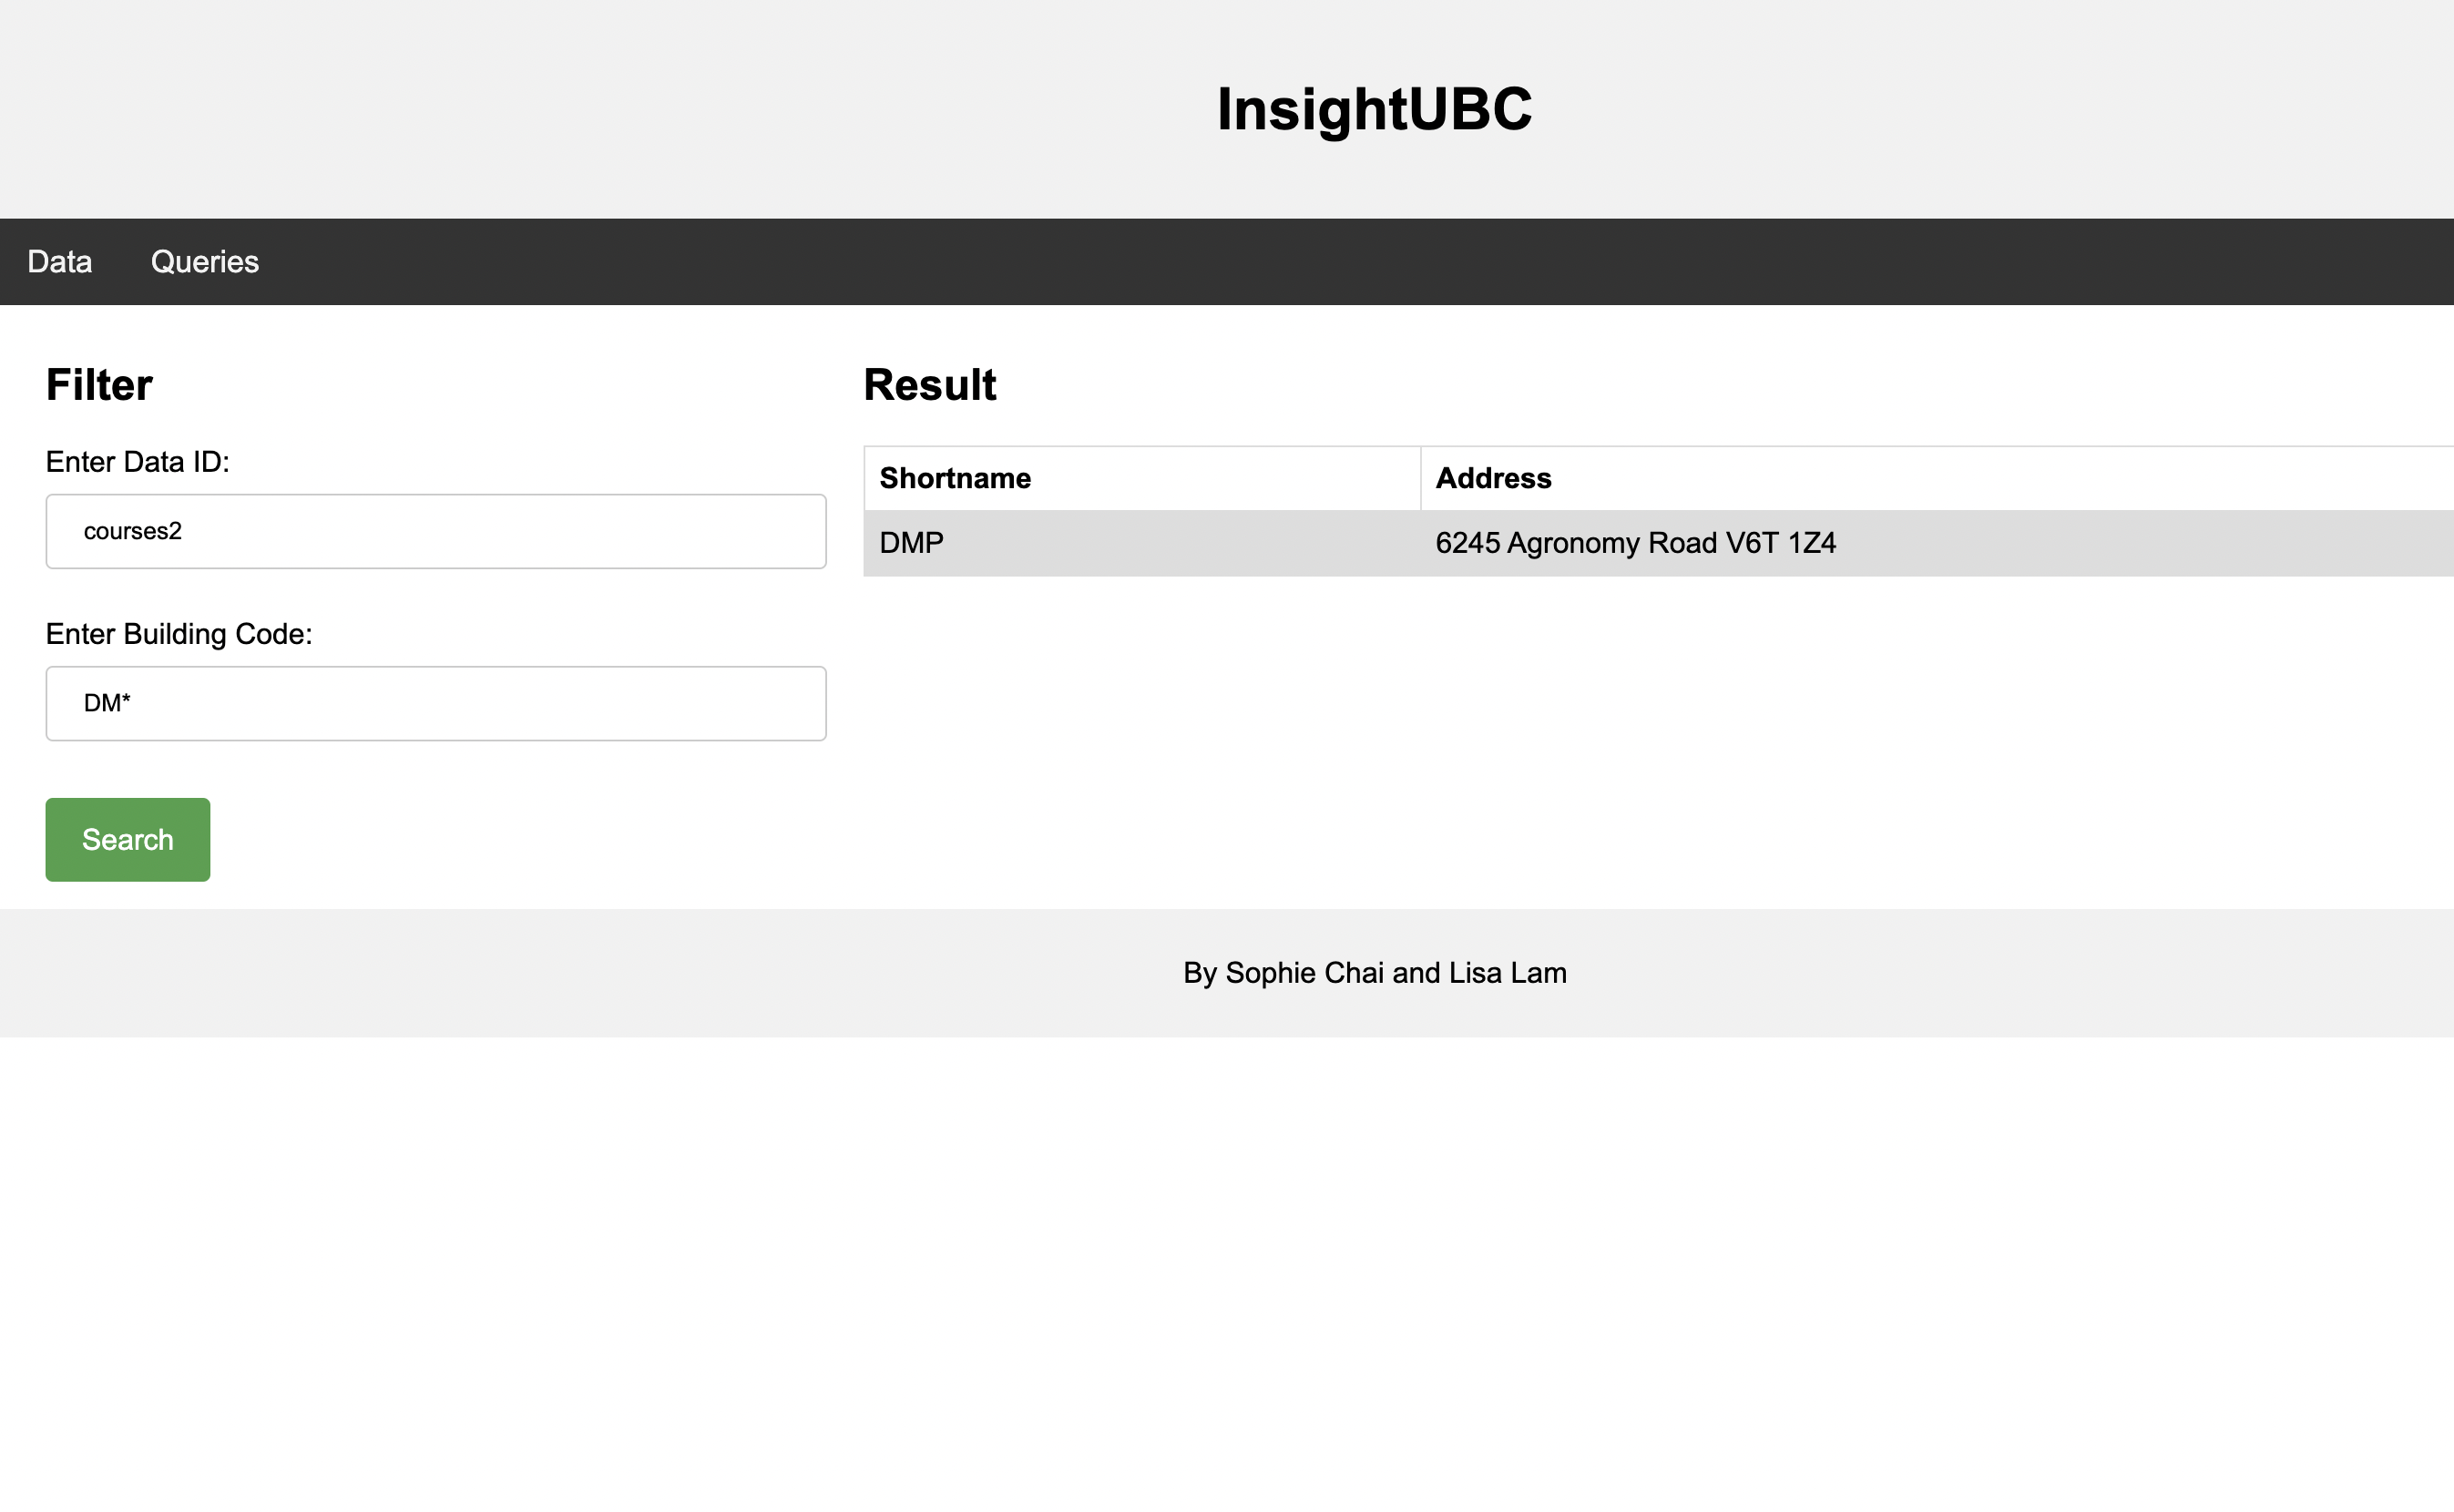 InsightUBC
Data Queries
Filter
Enter Data ID:
courses2
Enter Building Code:
DM*
Search
Result
Shortname Address
DMP 6245 Agronomy Road V6T 1Z4
By Sophie Chai and Lisa Lam